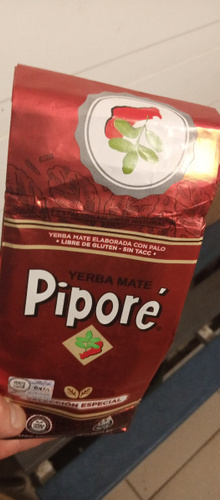 YERBA MATE ELABORADA CON PALO
• LIBRE DE GLUTEN - SIN TACC •
YERBA MATE
Piporé
SELECCIÓN ESPECIAL